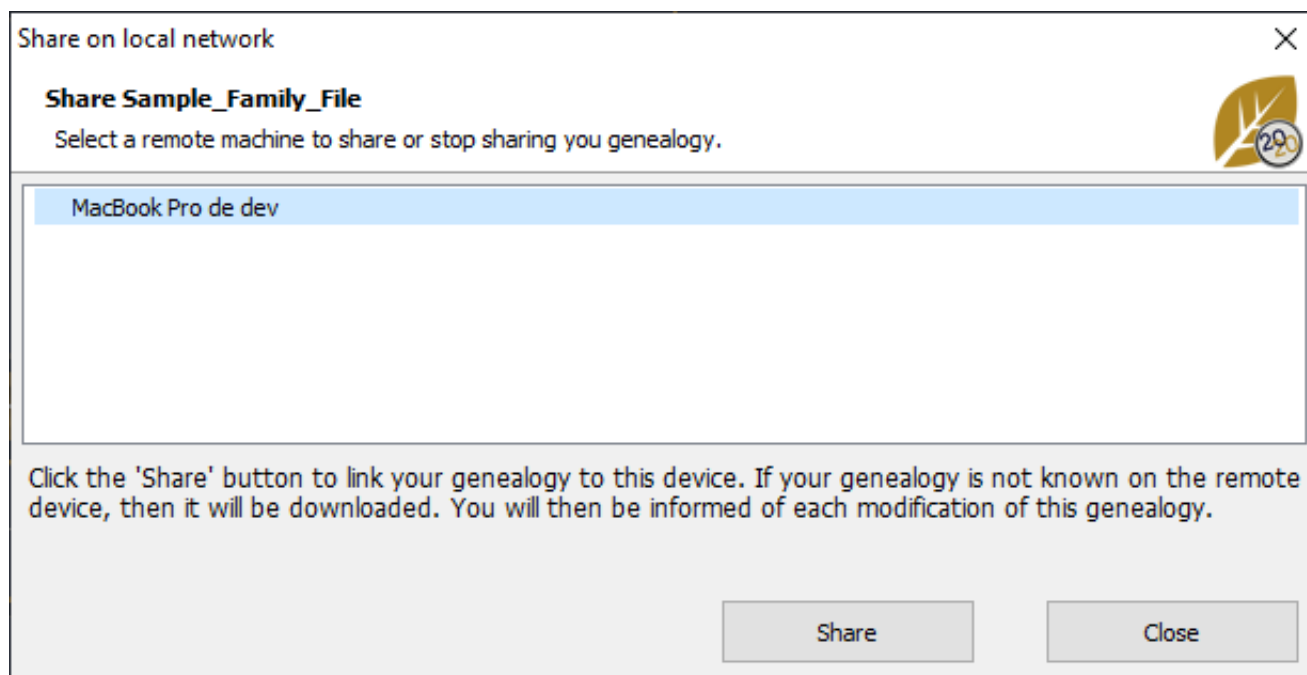 Share on local network
Share Sample_Family_File
Select a remote machine to share or stop sharing you genealogy.
2020
MacBook Pro de dev
Click the 'Share' button to link your genealogy to this device. If your genealogy is not known on the remote
device, then it will be downloaded. You will then be informed of each modification of this genealogy.
Share
Close